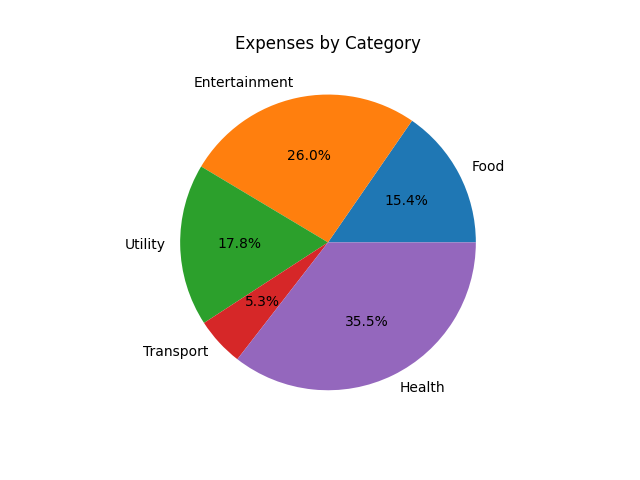 Expenses by Category
Entertainment
Food
26.0%
15.4%
Utility
17.8%
5.3%
Transport
35.5%
Health